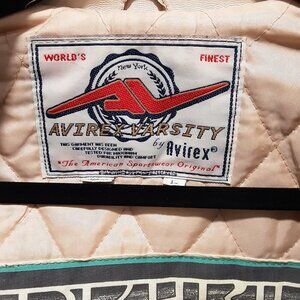 New York
WORLD'S FINEST
AVIREX VARSITY
by Avirex®
THIS GARMENT HAS BEEN
CAREFULLY DESIGNED AND
TESTED FOR MAXIMUM
DURABILITY AND COMFORT
"The American Sportswear Original"
L